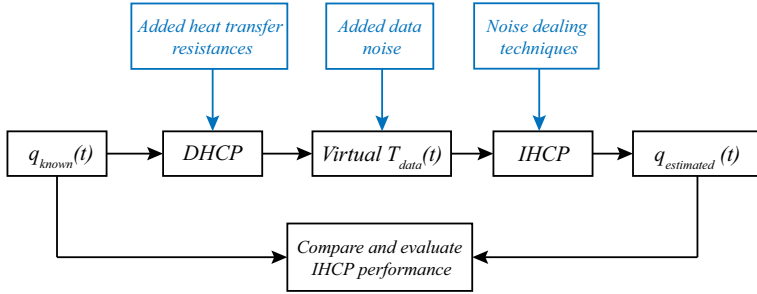 Added heat transfer
resistances
Added data
noise
Noise dealing
techniques
q_known(t)
DHCP
Virtual T_data(t)
IHCP
q_estimated (t)
Compare and evaluate
IHCP performance